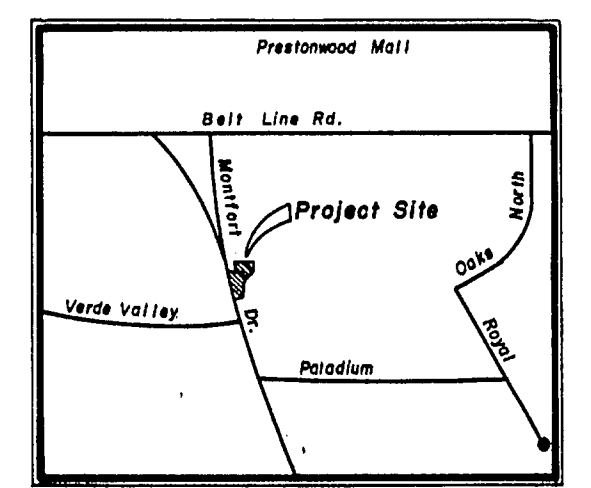 Prestonwood Mall
Belt Line Rd.
Montfort
Dr.
Project Site
North
Oaks
Royal
Verde Valley
Paladium